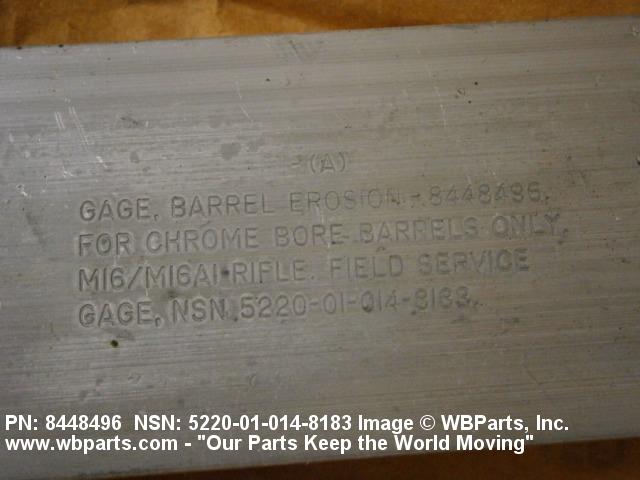 (A)
GAGE, BARREL EROSION - 8448496.
FOR CHROME BORE BARRELS ONLY,
M16/M16A1 RIFLE. FIELD SERVICE
GAGE, NSN 5220-01-014-8183.
PN: 8448496 NSN: 5220-01-014-8183 Image © WBParts, Inc.
www.wbparts.com - "Our Parts Keep the World Moving"